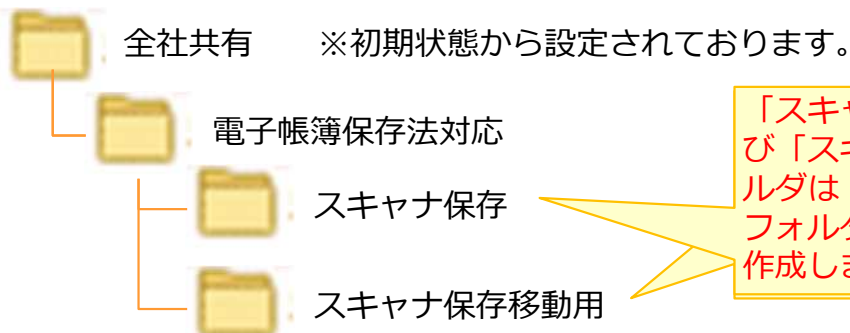 全社共有　　※初期状態から設定されております。
電子帳簿保存法対応
スキャナ保存
スキャナ保存移動用
「スキャ
び「スキ
ルダは「
フォルダ
作成しま